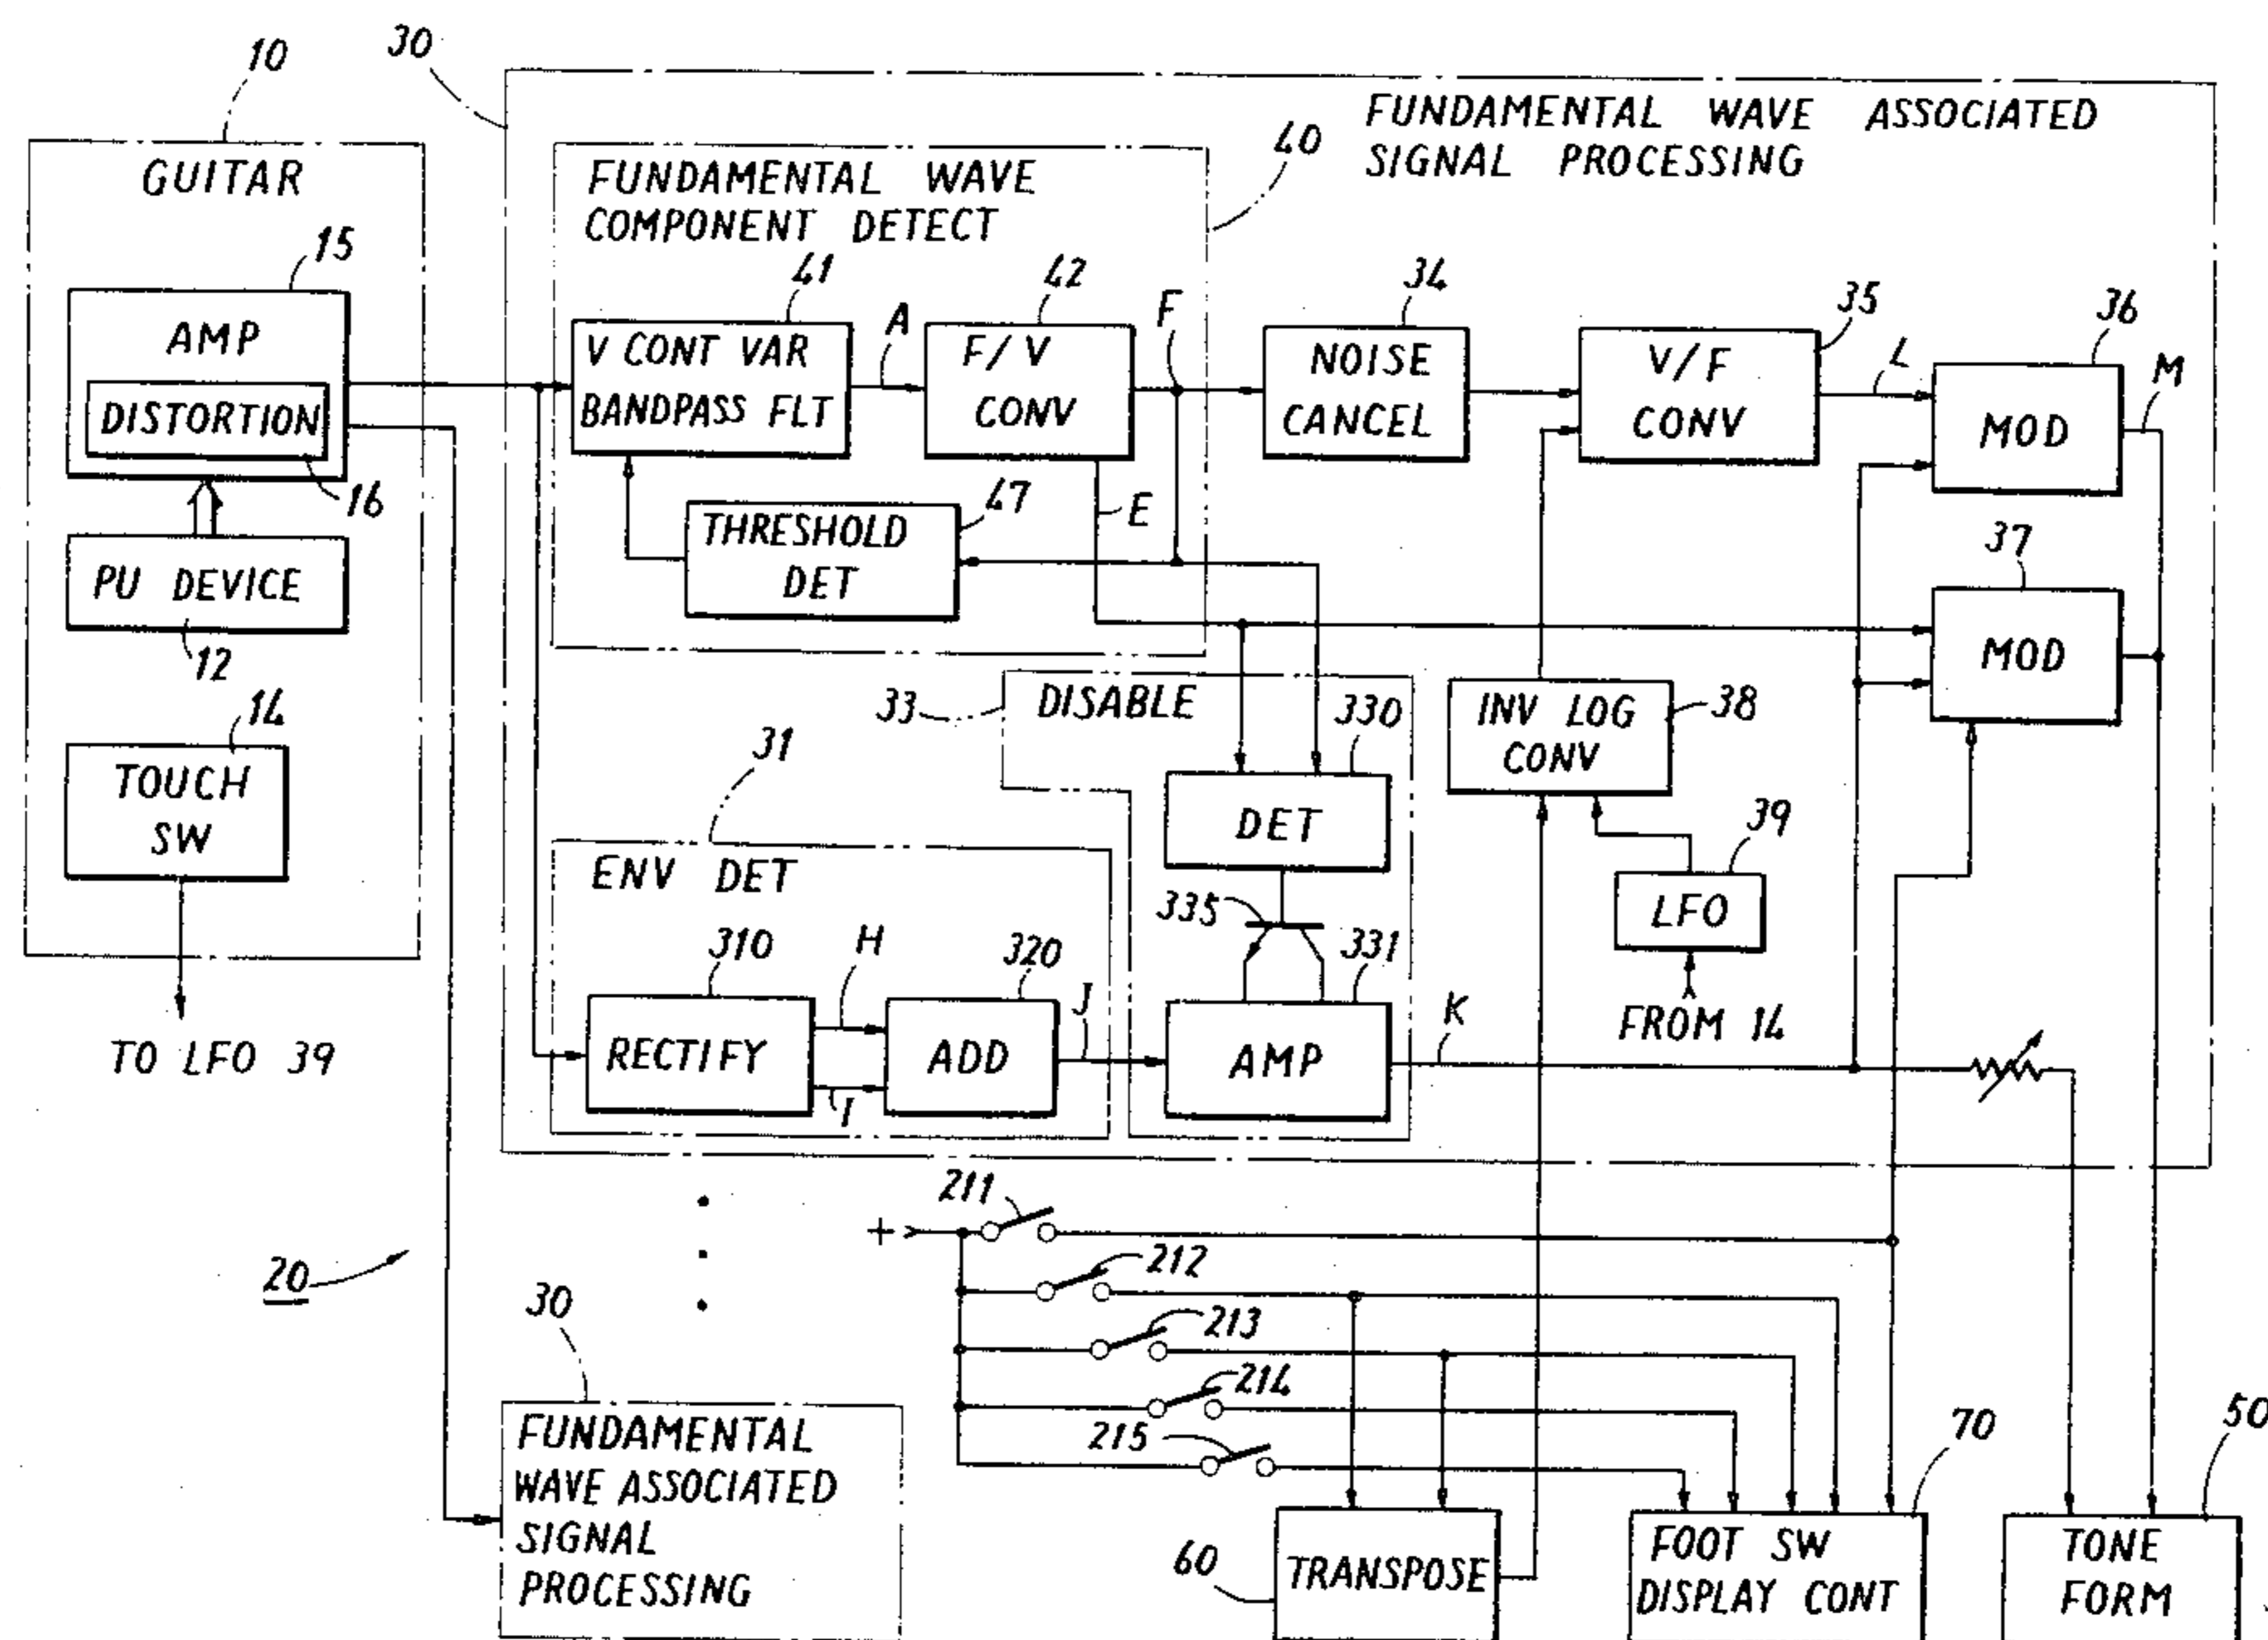 30
10
FUNDAMENTAL WAVE ASSOCIATED
SIGNAL PROCESSING
40
GUITAR
FUNDAMENTAL WAVE
COMPONENT DETECT
15
41
42
34
35
36
A
F
L
M
AMP
DISTORTION
16
V CONT VAR
BANDPASS FLT
F/V
CONV
NOISE
CANCEL
V/F
CONV
MOD
47
E
THRESHOLD
DET
37
PU DEVICE
12
MOD
33
DISABLE
330
INV LOG
CONV
38
14
31
TOUCH
SW
DET
39
ENV DET
335
LFO
310
H
320
331
J
K
FROM 14
TO LFO 39
RECTIFY
ADD
AMP
I
211
+
212
20
30
213
214
215
70
50
FUNDAMENTAL
WAVE ASSOCIATED
SIGNAL
PROCESSING
60
TRANSPOSE
FOOT SW
DISPLAY CONT
TONE
FORM